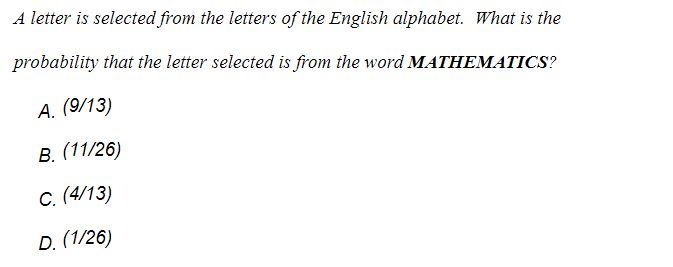 A letter is selected from the letters of the English alphabet. What is the
probability that the letter selected is from the word MATHEMATICS?
A. (9/13)
B. (11/26)
C. (4/13)
D. (1/26)